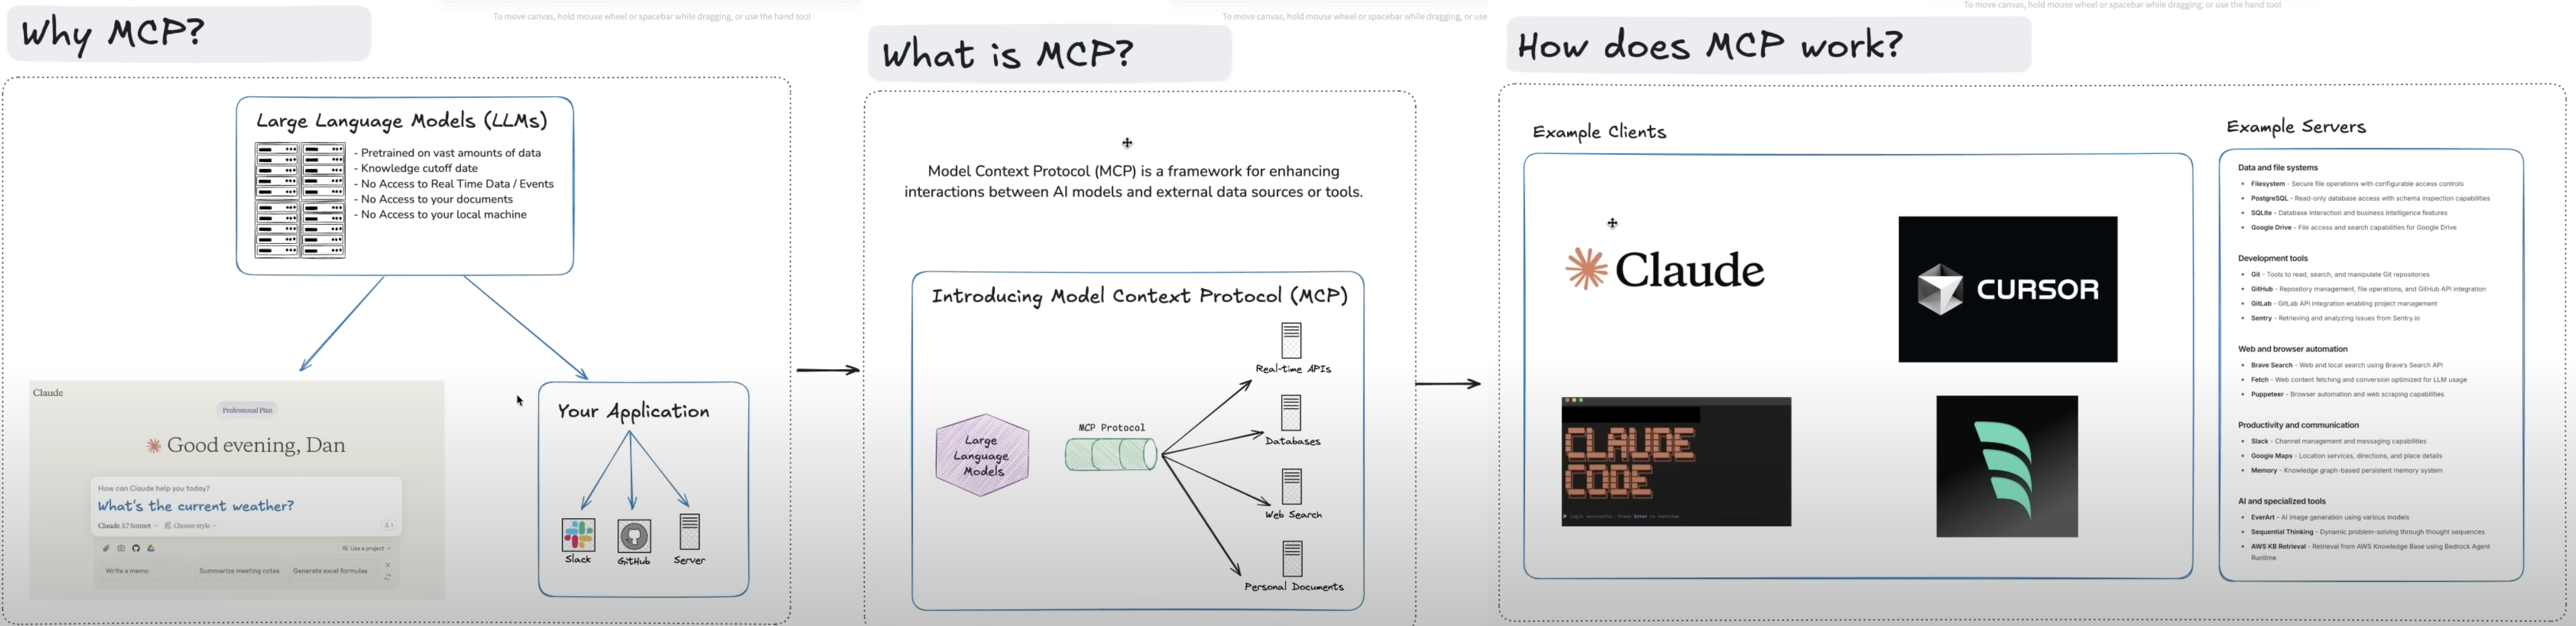 To move canvas, hold mouse wheel or spacebar while dragging, or use the hand tool
Why MCP?
Large Language Models (LLMs)
- Pretrained on vast amounts of data
- Knowledge cutoff date
- No Access to Real Time Data / Events
- No Access to your documents
- No Access to your local machine
Claude
Professional Plan
Good evening, Dan
How can Claude help you today?
What's the current weather?
Claude 3.7 Sonnet
Choose style
1
Use a project
Write a memo
Summarize meeting notes
Generate excel formulas
Your Application
Slack
GitHub
Server
To move canvas, hold mouse wheel or spacebar while dragging, or use
What is MCP?
Model Context Protocol (MCP) is a framework for enhancing
interactions between AI models and external data sources or tools.
Introducing Model Context Protocol (MCP)
Large
Language
Models
MCP Protocol
Real-time APIs
Databases
Web Search
Personal Documents
To move canvas, hold mouse wheel or spacebar while dragging, or use the hand tool
How does MCP work?
Example Clients
Claude
CURSOR
CLAUDE
CODE
Login successful. Press Enter to continue
Example Servers
Data and file systems
• Filesystem - Secure file operations with configurable access controls
• PostgreSQL - Read-only database access with schema inspection capabilities
• SQLite - Database interaction and business intelligence features
• Google Drive - File access and search capabilities for Google Drive
Development tools
• Git - Tools to read, search, and manipulate Git repositories
• GitHub - Repository management, file operations, and GitHub API integration
• GitLab - GitLab API integration enabling project management
• Sentry - Retrieving and analyzing issues from Sentry.io
Web and browser automation
• Brave Search - Web and local search using Brave's Search API
• Fetch - Web content fetching and conversion optimized for LLM usage
• Puppeteer - Browser automation and web scraping capabilities
Productivity and communication
• Slack - Channel management and messaging capabilities
• Google Maps - Location services, directions, and place details
• Memory - Knowledge graph-based persistent memory system
AI and specialized tools
• EverArt - AI image generation using various models
• Sequential Thinking - Dynamic problem-solving through thought sequences
• AWS KB Retrieval - Retrieval from AWS Knowledge Base using Bedrock Agent
Runtime